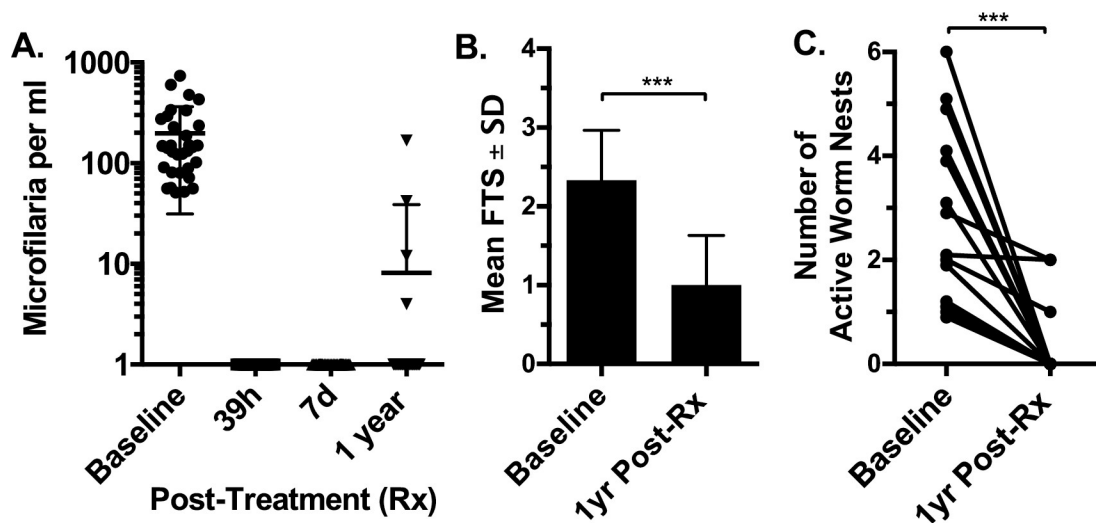 A.
Microfilaria per ml
1000
100
10
1
Baseline
39h
7d
1 year
Post-Treatment (Rx)
B.
Mean FTS ± SD
4
3
2
1
0
***
Baseline
1yr Post-Rx
C.
Number of
Active Worm Nests
6
4
2
0
***
Baseline
1yr Post-Rx